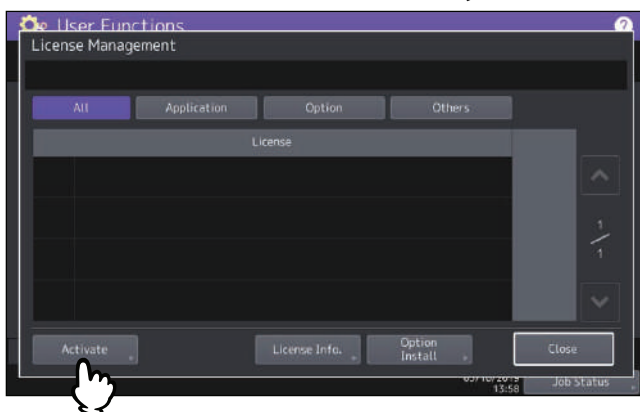 User Functions
?
License Management
All
Application
Option
Others
License
1
1
Activate
License Info.
Option
Install
Close
13:58
Job Status